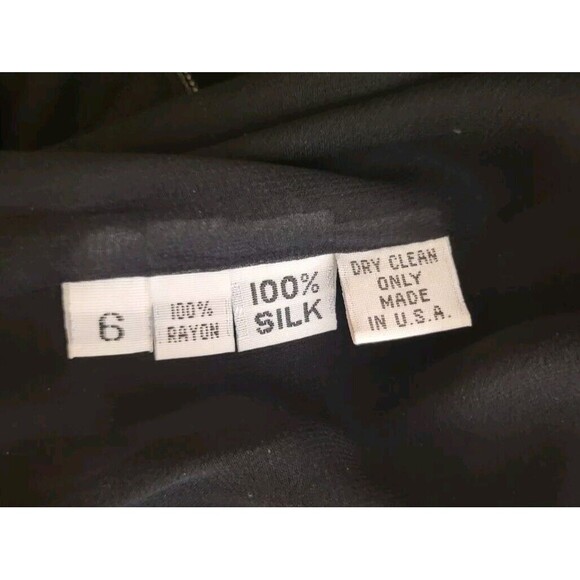 6
100%
RAYON
100%
SILK
DRY CLEAN
ONLY
MADE
IN U.S.A.